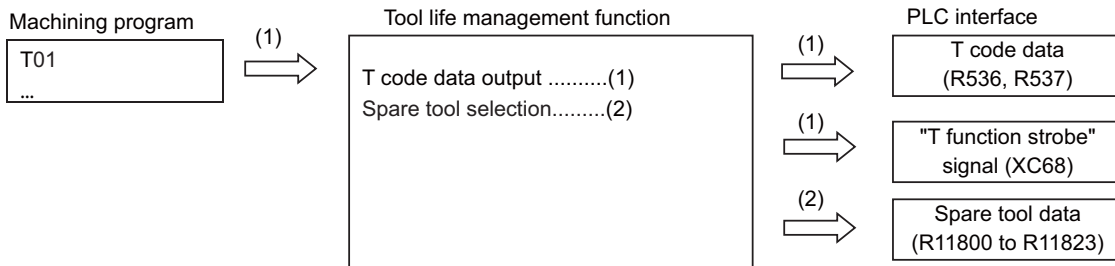 Machining program
T01
...
(1)
Tool life management function
T code data output ..........(1)
Spare tool selection.........(2)
PLC interface
(1)
T code data
(R536, R537)
(1)
"T function strobe"
signal (XC68)
(2)
Spare tool data
(R11800 to R11823)